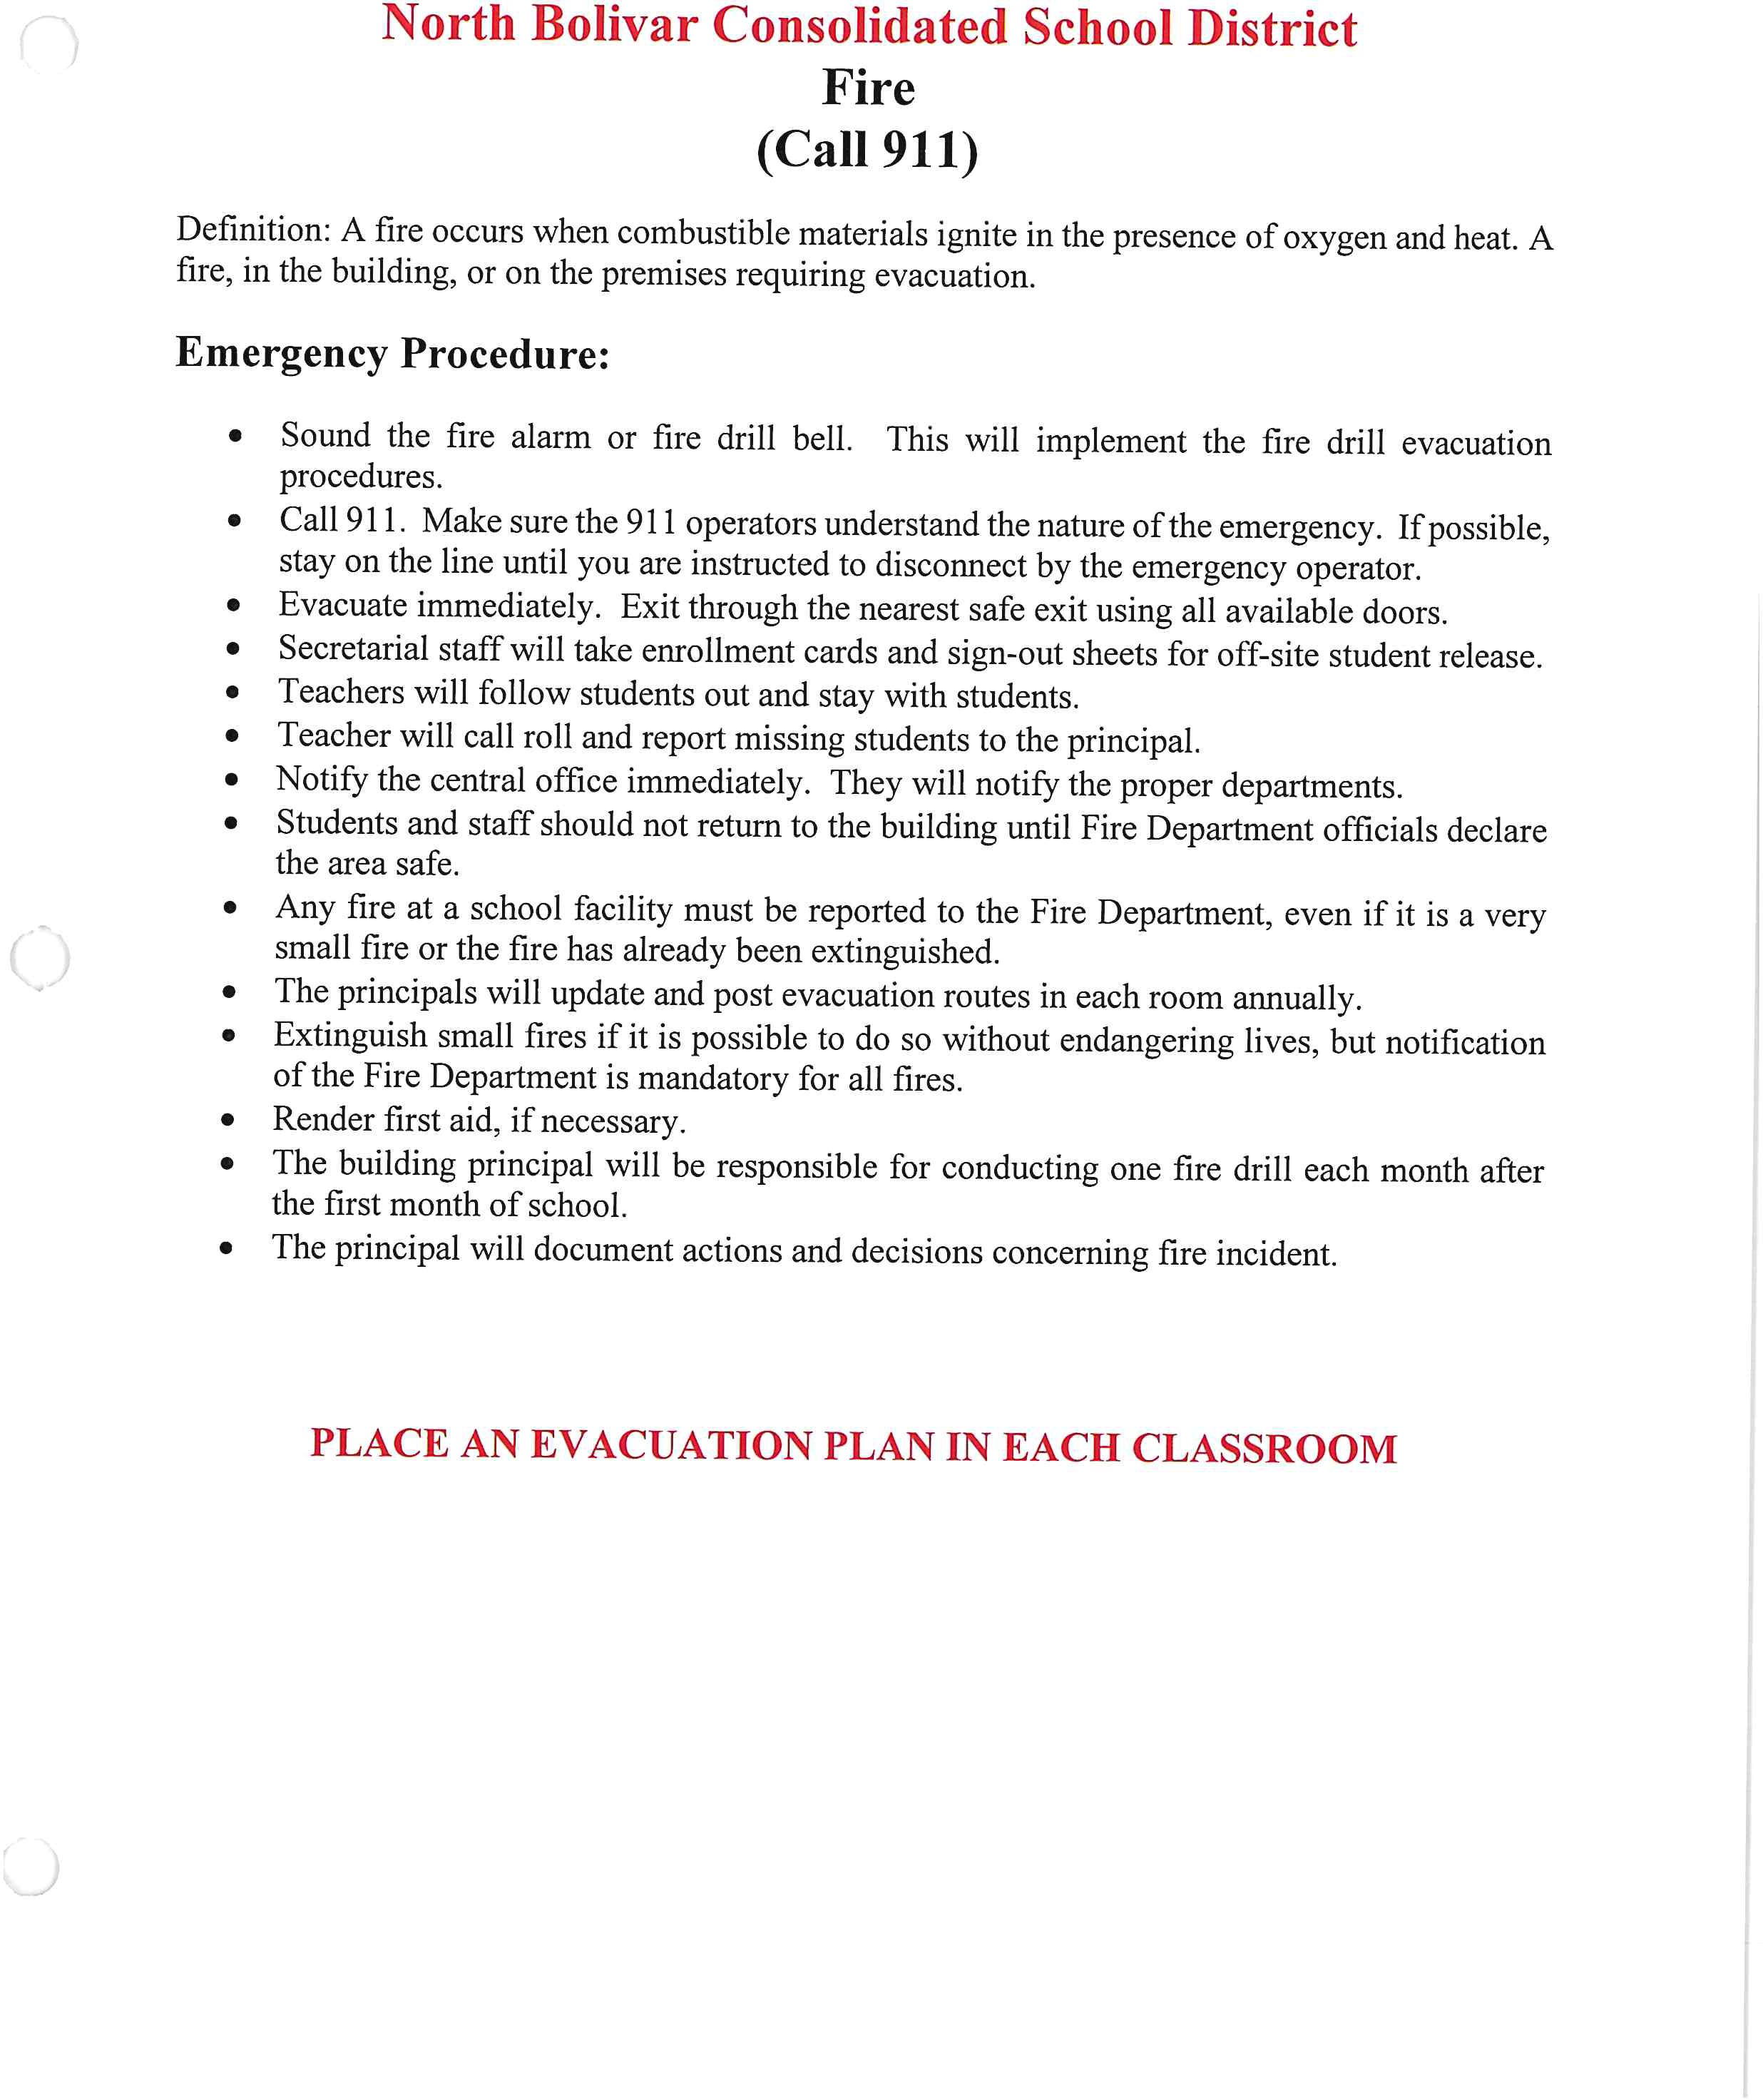 North Bolivar Consolidated School District
Fire
(Call 911)
Definition: A fire occurs when combustible materials ignite in the presence of oxygen and heat. A
fire, in the building, or on the premises requiring evacuation.
Emergency Procedure:
• Sound the fire alarm or fire drill bell. This will implement the fire drill evacuation
procedures.
• Call 911. Make sure the 911 operators understand the nature of the emergency. If possible,
stay on the line until you are instructed to disconnect by the emergency operator.
• Evacuate immediately. Exit through the nearest safe exit using all available doors.
• Secretarial staff will take enrollment cards and sign-out sheets for off-site student release.
• Teachers will follow students out and stay with students.
• Teacher will call roll and report missing students to the principal.
• Notify the central office immediately. They will notify the proper departments.
• Students and staff should not return to the building until Fire Department officials declare
the area safe.
• Any fire at a school facility must be reported to the Fire Department, even if it is a very
small fire or the fire has already been extinguished.
• The principals will update and post evacuation routes in each room annually.
• Extinguish small fires if it is possible to do so without endangering lives, but notification
of the Fire Department is mandatory for all fires.
• Render first aid, if necessary.
• The building principal will be responsible for conducting one fire drill each month after
the first month of school.
• The principal will document actions and decisions concerning fire incident.
PLACE AN EVACUATION PLAN IN EACH CLASSROOM